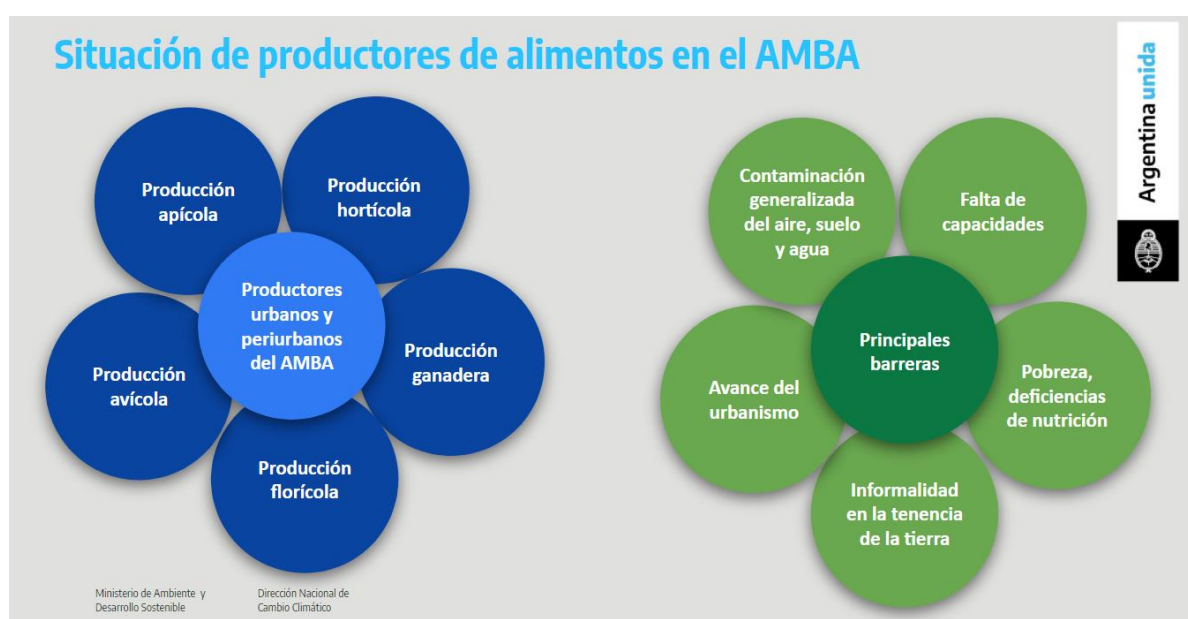 Situación de productores de alimentos en el AMBA
Argentina unida
Producción
apícola
Producción
hortícola
Productores
urbanos y
periurbanos
del AMBA
Producción
ganadera
Producción
avícola
Producción
florícola
Contaminación
generalizada
del aire, suelo
y agua
Falta de
capacidades
Principales
barreras
Avance del
urbanismo
Pobreza,
deficiencias
de nutrición
Informalidad
en la tenencia
de la tierra
Ministerio de Ambiente y
Desarrollo Sostenible
Dirección Nacional de
Cambio Climático